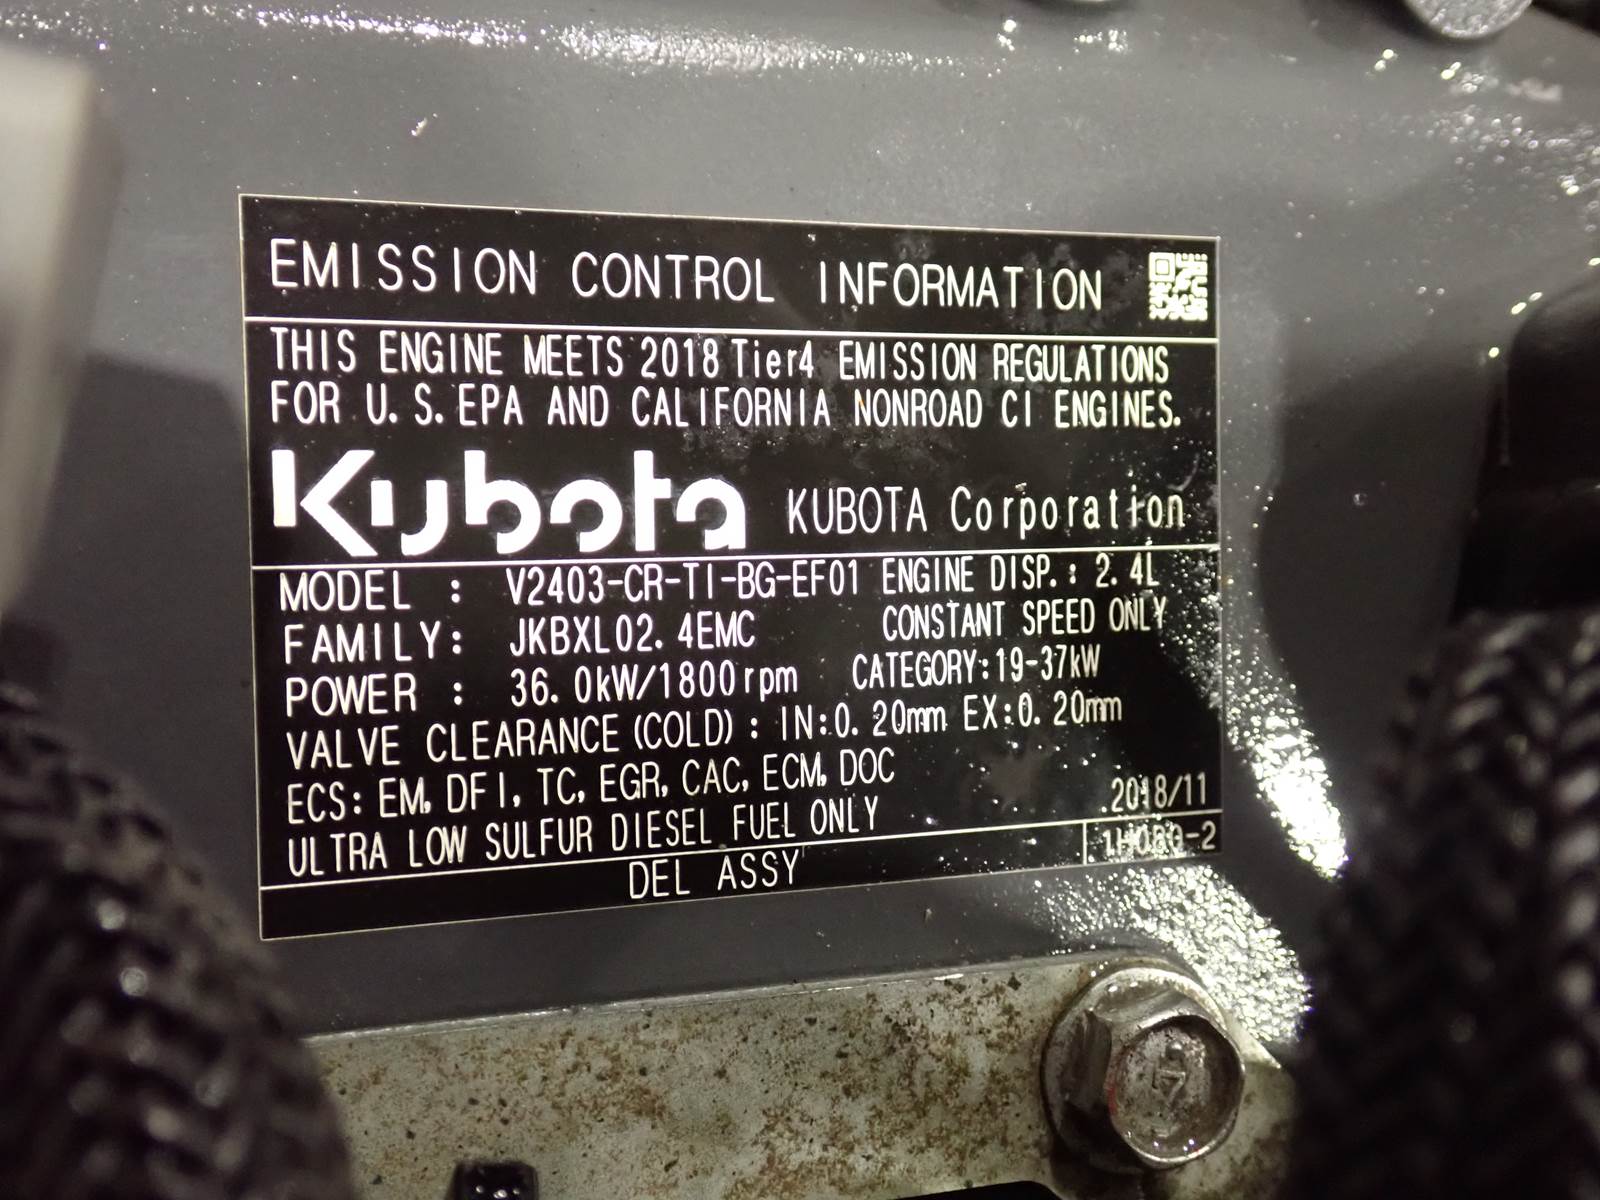 EMISSION CONTROL INFORMATION
THIS ENGINE MEETS 2018 Tier4 EMISSION REGULATIONS
FOR U.S. EPA AND CALIFORNIA NONROAD CI ENGINES.
Kubota KUBOTA Corporation
MODEL : V2403-CR-TI-BG-EF01 ENGINE DISP.: 2.4L
FAMILY: JKBXL02.4EMC CONSTANT SPEED ONLY
POWER : 36.0kW/1800rpm CATEGORY:19-37kW
VALVE CLEARANCE (COLD) : IN:0.20mm EX:0.20mm
ECS: EM, DFI, TC, EGR, CAC, ECM, DOC
ULTRA LOW SULFUR DIESEL FUEL ONLY 2018/11
DEL ASSY